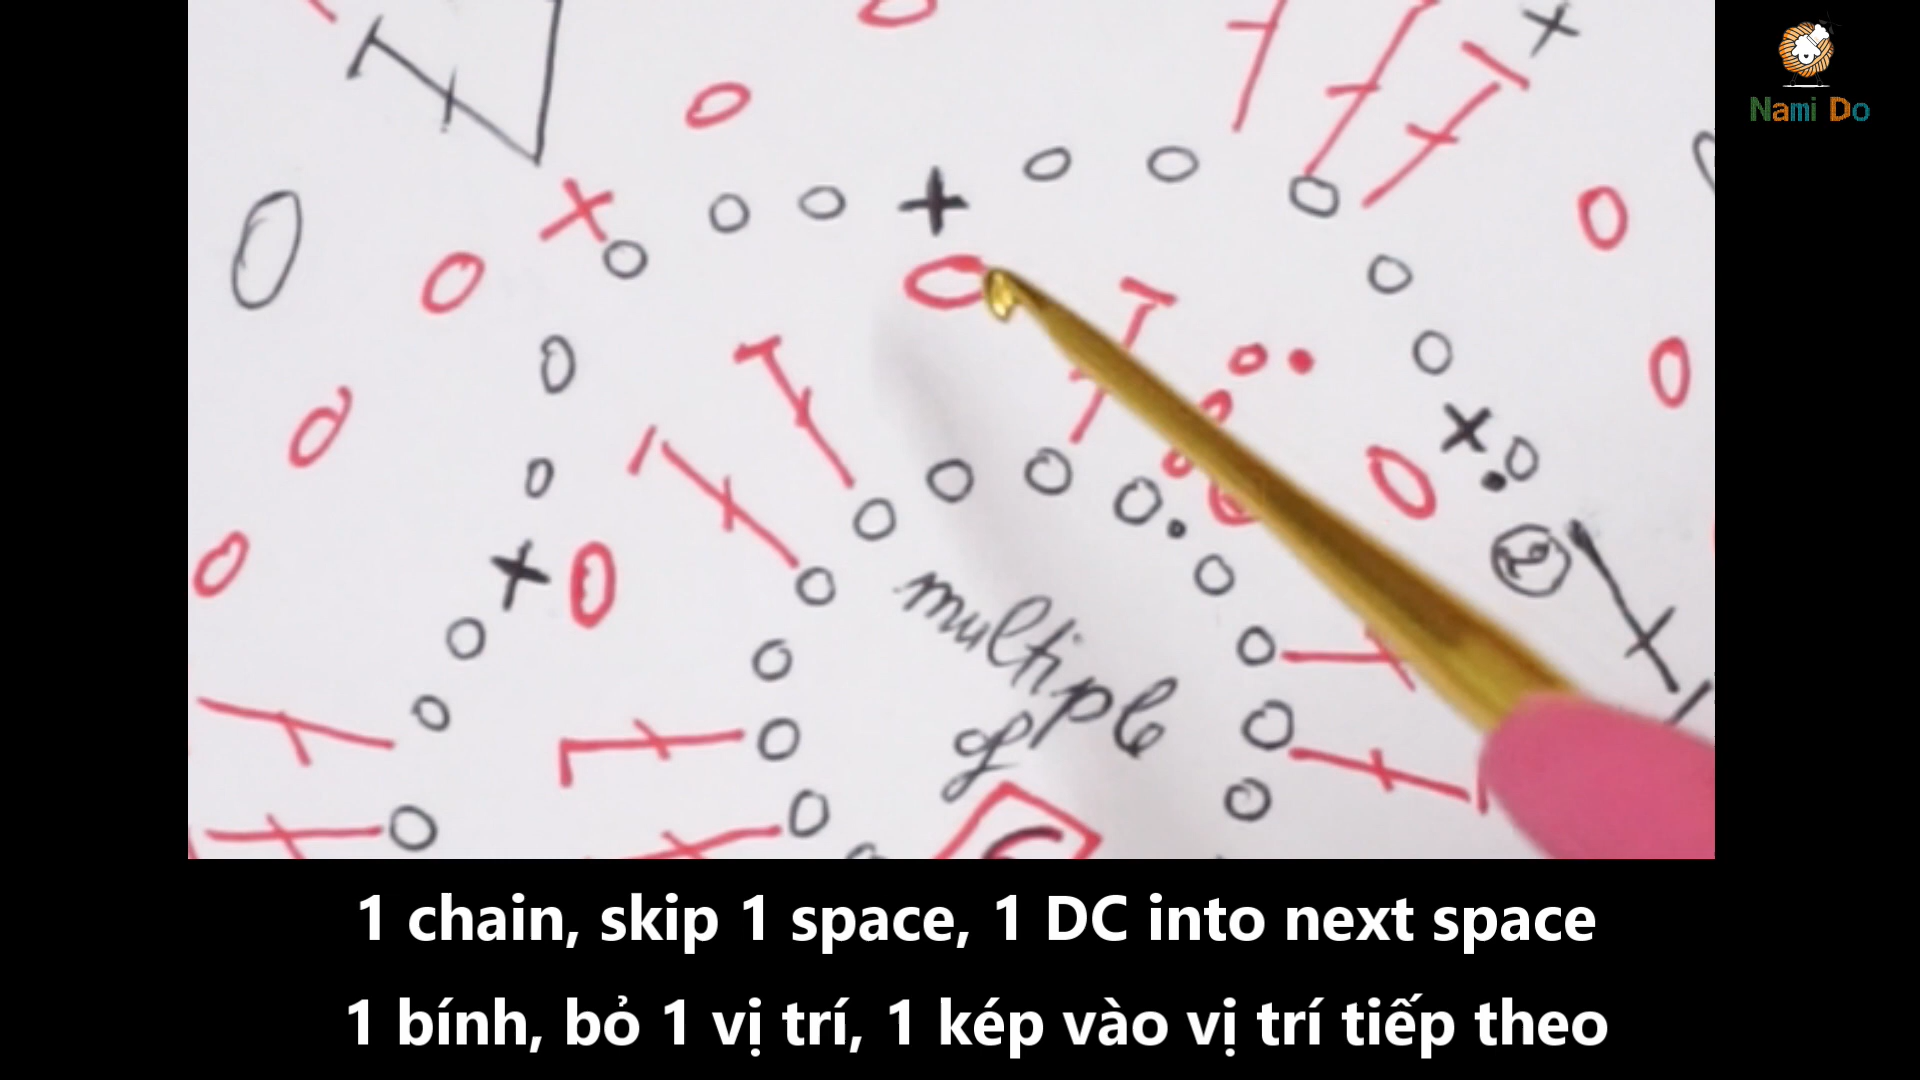 Nami Do
2
multiple
of
1 chain, skip 1 space, 1 DC into next space
1 bính, bỏ 1 vị trí, 1 kép vào vị trí tiếp theo